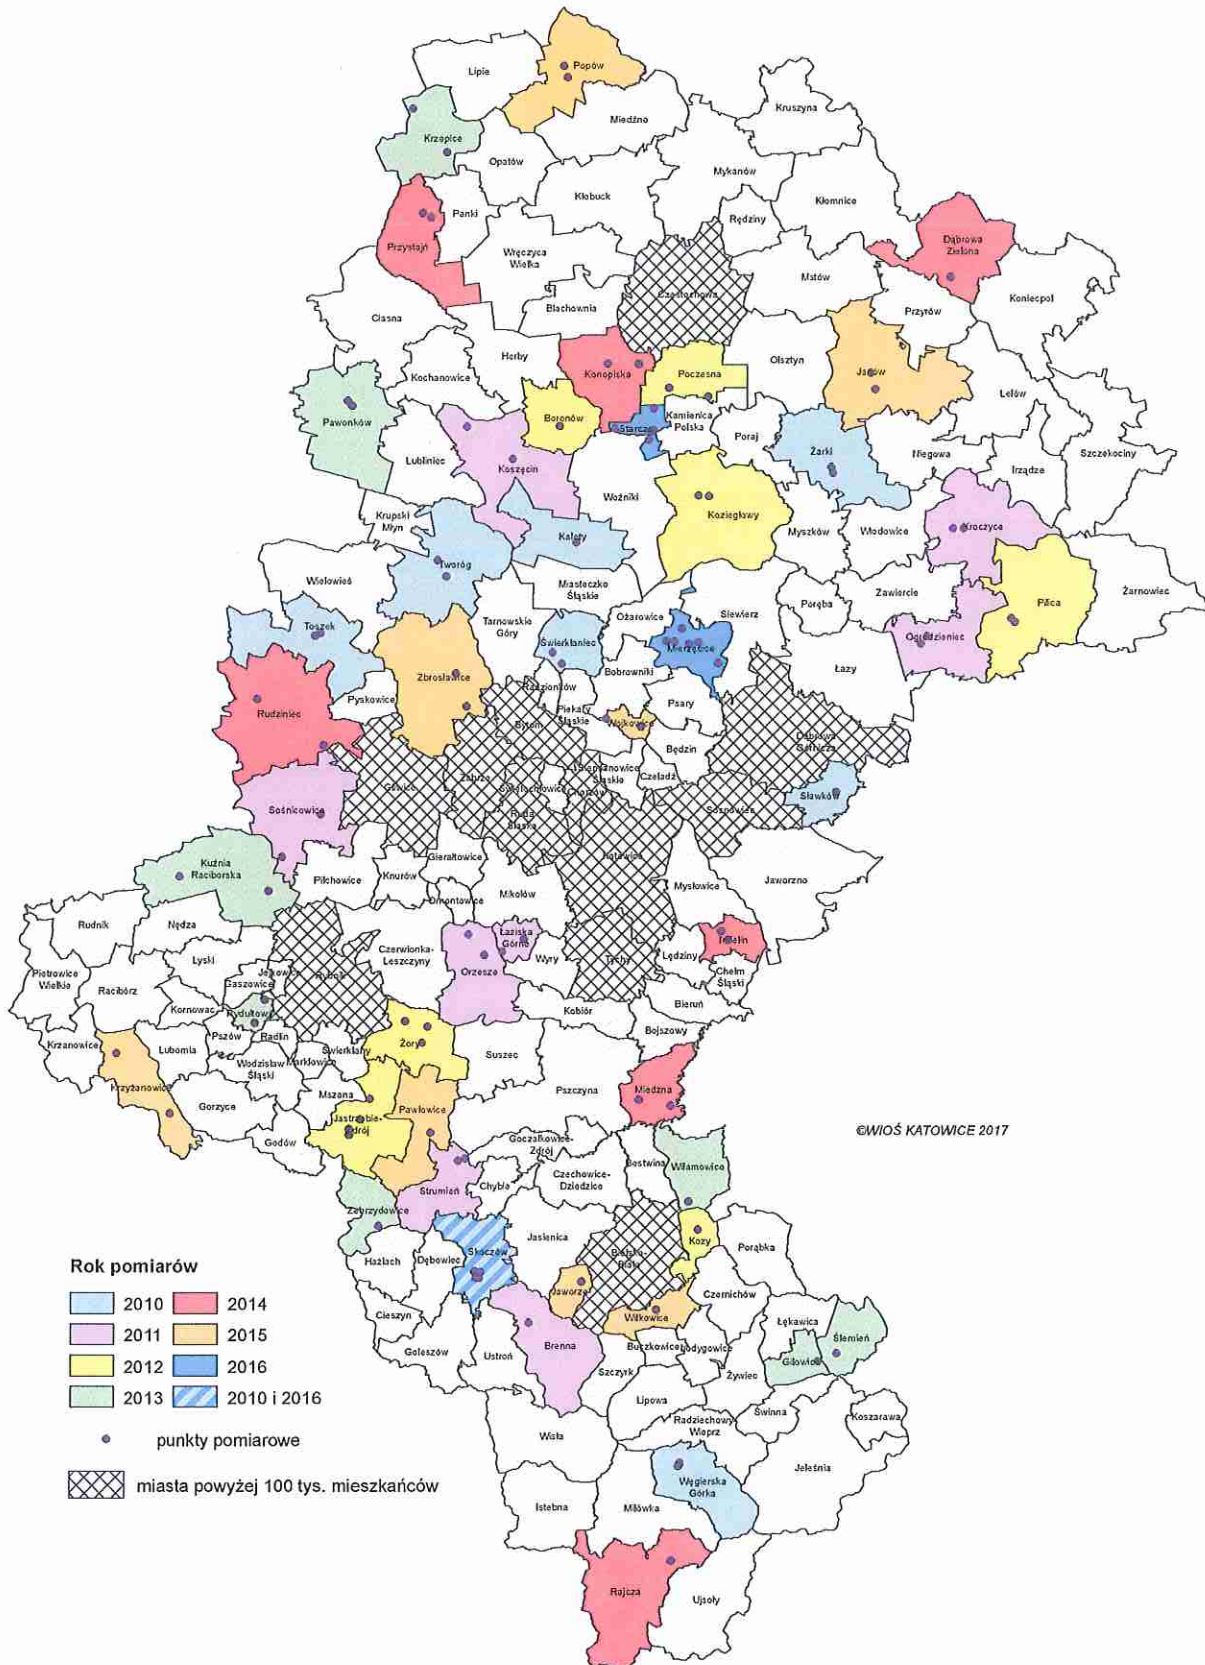 Lipie
Popów
Kruszyna
Miedźno
Krzepice
Opatów
Mykanów
Kłobuck
Kłomnice
Panki
Rędziny
Przystajń
Dąbrowa
Zielona
Wręczyca
Wielka
Mstów
Koniecpol
Częstochowa
Blachownia
Przyrów
Ciasna
Herby
Olsztyn
Konopiska
Poczesna
Janów
Kochanowice
Lelów
Boronów
Kamienica
Polska
Starcza
Pawonków
Poraj
Żarki
Niegowa
Szczekociny
Lubliniec
Koszęcin
Irządze
Woźniki
Koziegłowy
Krupski
Młyn
Kroczyce
Myszków
Włodowice
Kalety
Tworóg
Wielowieś
Miasteczko
Śląskie
Żarnowiec
Zawiercie
Poręba
Pilica
Siewierz
Ożarowice
Tarnowskie
Góry
Toszek
Świerklaniec
Mierzęcice
Ogrodzieniec
Łazy
Zbrosławice
Bobrowniki
Radzionków
Pyskowice
Rudziniec
Psary
Piekary
Śląskie
Wojkowice
Bytom
Dąbrowa
Górnicza
Będzin
Siemianowice
Śląskie
Czeladź
Zabrze
Gliwice
Świętochłowice
Chorzów
Sławków
Sosnowiec
Sośnicowice
Ruda
Śląska
Katowice
Gierałtowice
Kuźnia
Raciborska
Pilchowice
Knurów
Mikołów
Mysłowice
Jaworzno
Ornontowice
Rudnik
Nędza
Łaziska
Górne
Imielin
Czerwionka-
Leszczyny
Lędziny
Wyry
Tychy
Lyski
Orzesze
Chełm
Śląski
Pietrowice
Wielkie
Jejkowice
Rybnik
Gaszowice
Racibórz
Bieruń
Kornowac
Rydułtowy
Kobiór
Bojszowy
Krzanowice
Lubomia
Pszów
Radlin
Świerklany
Żory
Suszec
Marklowice
Wodzisław
Śląski
Krzyżanowice
Pszczyna
Miedźna
Mszana
Gorzyce
Pawłowice
Jastrzębie-
Zdrój
©WIOŚ KATOWICE 2017
Godów
Goczałkowice-
Zdrój
Bestwina
Wilamowice
Czechowice-
Dziedzice
Strumień
Chybie
Zebrzydowice
Jasienica
Kozy
Skoczów
Bielsko-
Biała
Porąbka
Hażlach
Dębowiec
Rok pomiarów
Jaworze
Czernichów
2010
2014
Cieszyn
Wilkowice
Łękawica
Ślemień
2011
2015
Goleszów
Ustroń
Brenna
Buczkowice
Łodygowice
Gilowice
2012
2016
Szczyrk
Żywiec
2013
2010 i 2016
Lipowa
Świnna
Koszarawa
Radziechowy
Wieprz
punkty pomiarowe
Wisła
Jeleśnia
Węgierska
Górka
miasta powyżej 100 tys. mieszkańców
Istebna
Milówka
Rajcza
Ujsoły